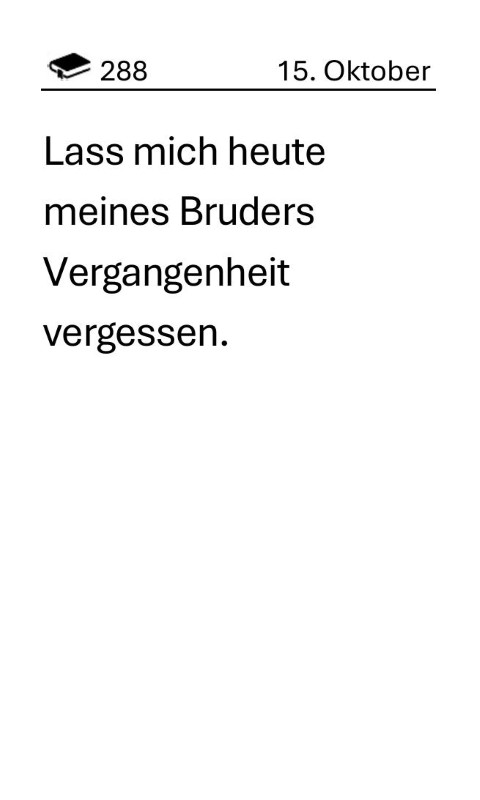 288 15. Oktober
Lass mich heute
meines Bruders
Vergangenheit
vergessen.